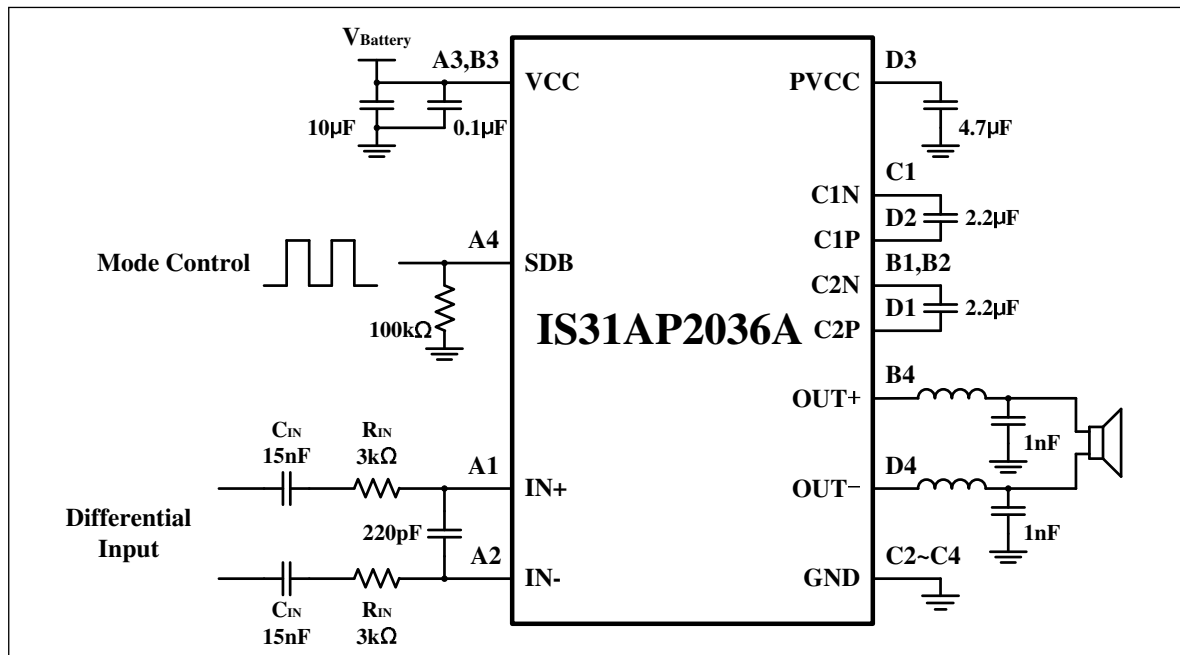 VBattery
A3,B3
VCC
10µF
0.1µF
Mode Control
A4
SDB
100kΩ
CIN
15nF
RIN
3kΩ
A1
IN+
Differential
Input
220pF
A2
IN-
CIN
15nF
RIN
3kΩ
IS31AP2036A
D3
PVCC
4.7µF
C1
C1N
D2
2.2µF
C1P
B1,B2
C2N
D1
2.2µF
C2P
B4
OUT+
1nF
D4
OUT−
1nF
C2~C4
GND